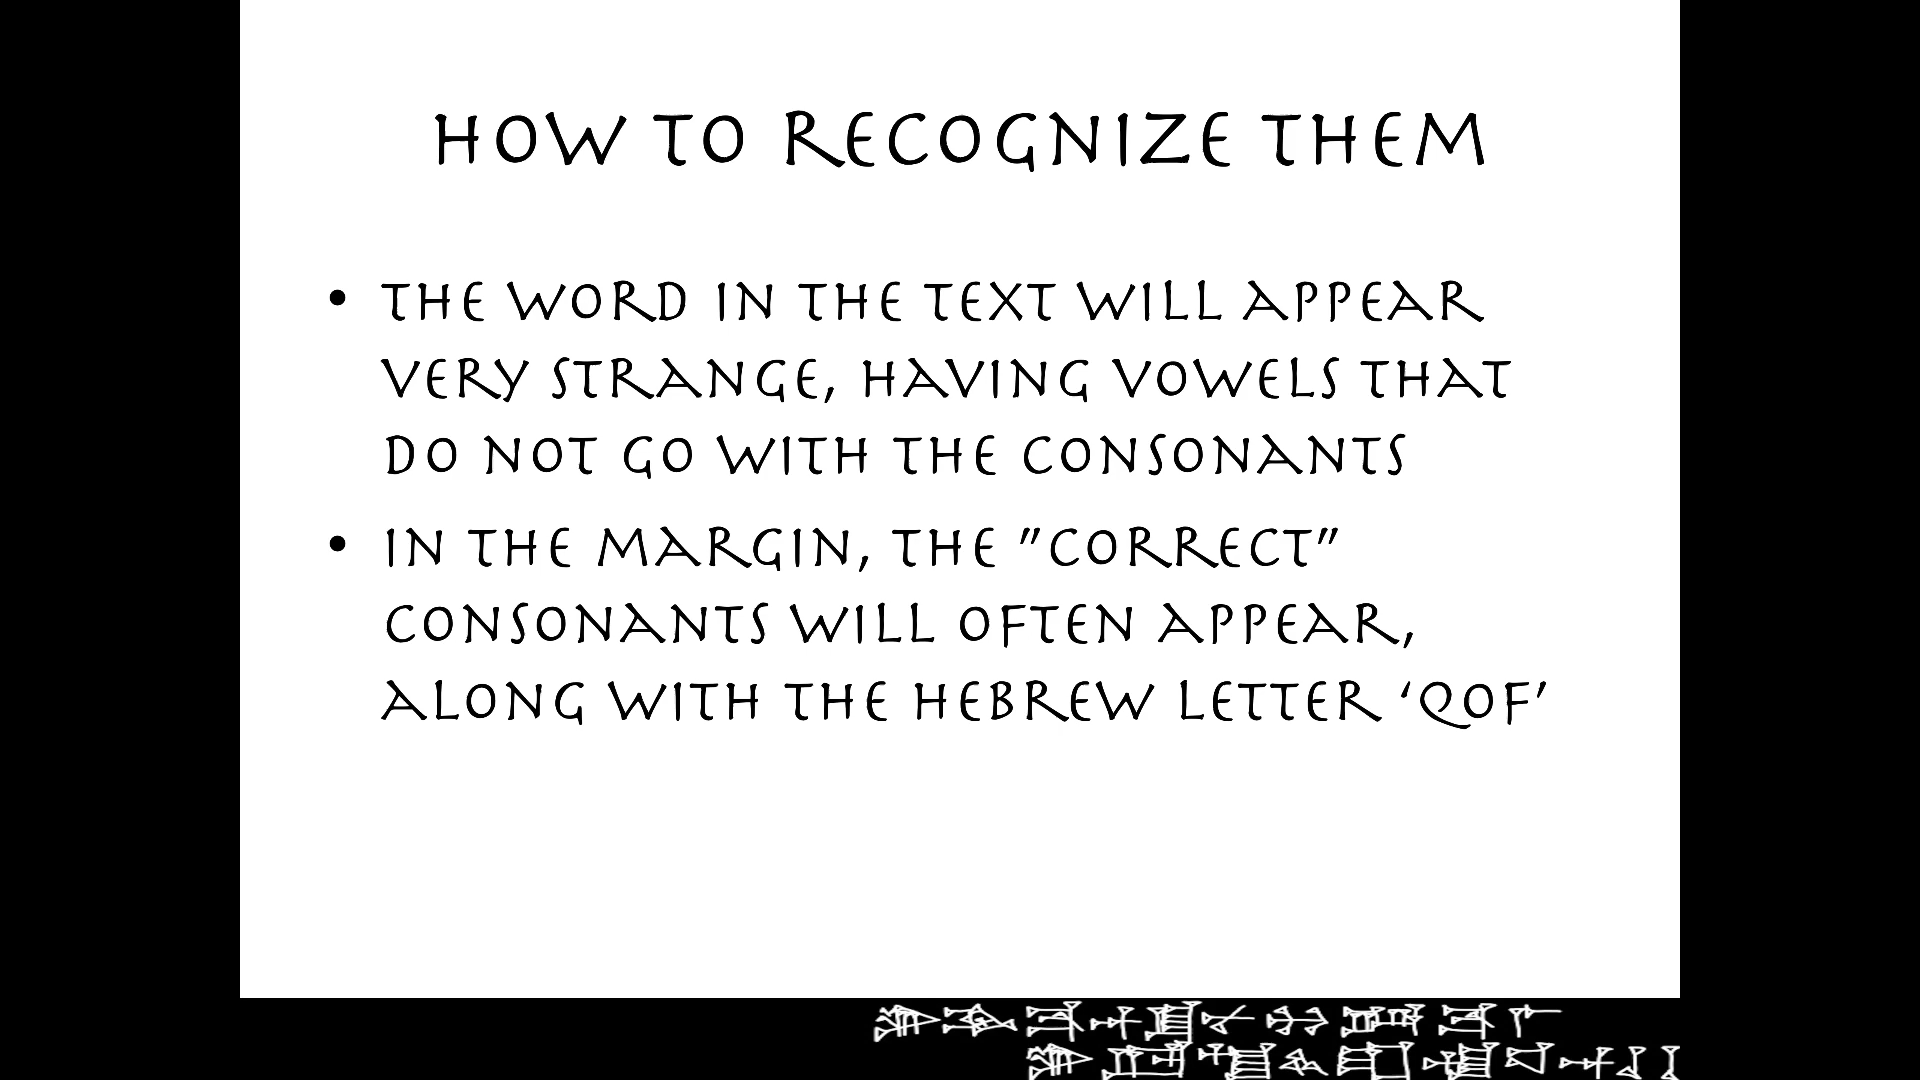 HOW TO RECOGNIZE THEM
• THE WORD IN THE TEXT WILL APPEAR
VERY STRANGE, HAVING VOWELS THAT
DO NOT GO WITH THE CONSONANTS
• IN THE MARGIN, THE "CORRECT"
CONSONANTS WILL OFTEN APPEAR,
ALONG WITH THE HEBREW LETTER ‘QOF’